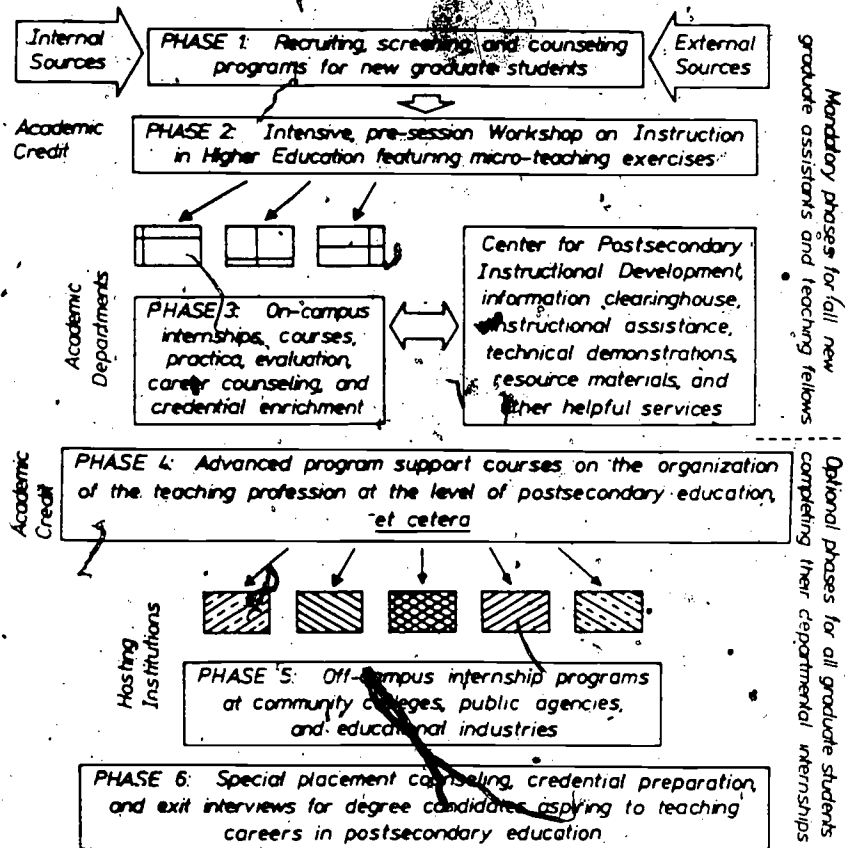 Internal
Sources
PHASE 1: Recruiting, screening, and counseling
programs for new graduate students
External
Sources
Academic
Credit
PHASE 2: Intensive, pre-session Workshop on Instruction
in Higher Education featuring micro-teaching exercises
Academic
Departments
PHASE 3: On-campus
internships, courses,
practica, evaluation,
career counseling, and
credential enrichment
Center for Postsecondary
Instructional Development,
information clearinghouse,
instructional assistance,
technical demonstrations,
resource materials, and
other helpful services
Mandatory phases for all new
graduate assistants and teaching fellows
Academic
Credit
PHASE 4: Advanced program support courses on the organization
of the teaching profession at the level of postsecondary education,
et cetera
Hosting
Institutions
PHASE 5: Off-campus internship programs
at community colleges, public agencies,
and educational industries
PHASE 6: Special placement counseling, credential preparation,
and exit interviews for degree candidates aspiring to teaching
careers in postsecondary education
Optional phases for all graduate students
completing their departmental internships